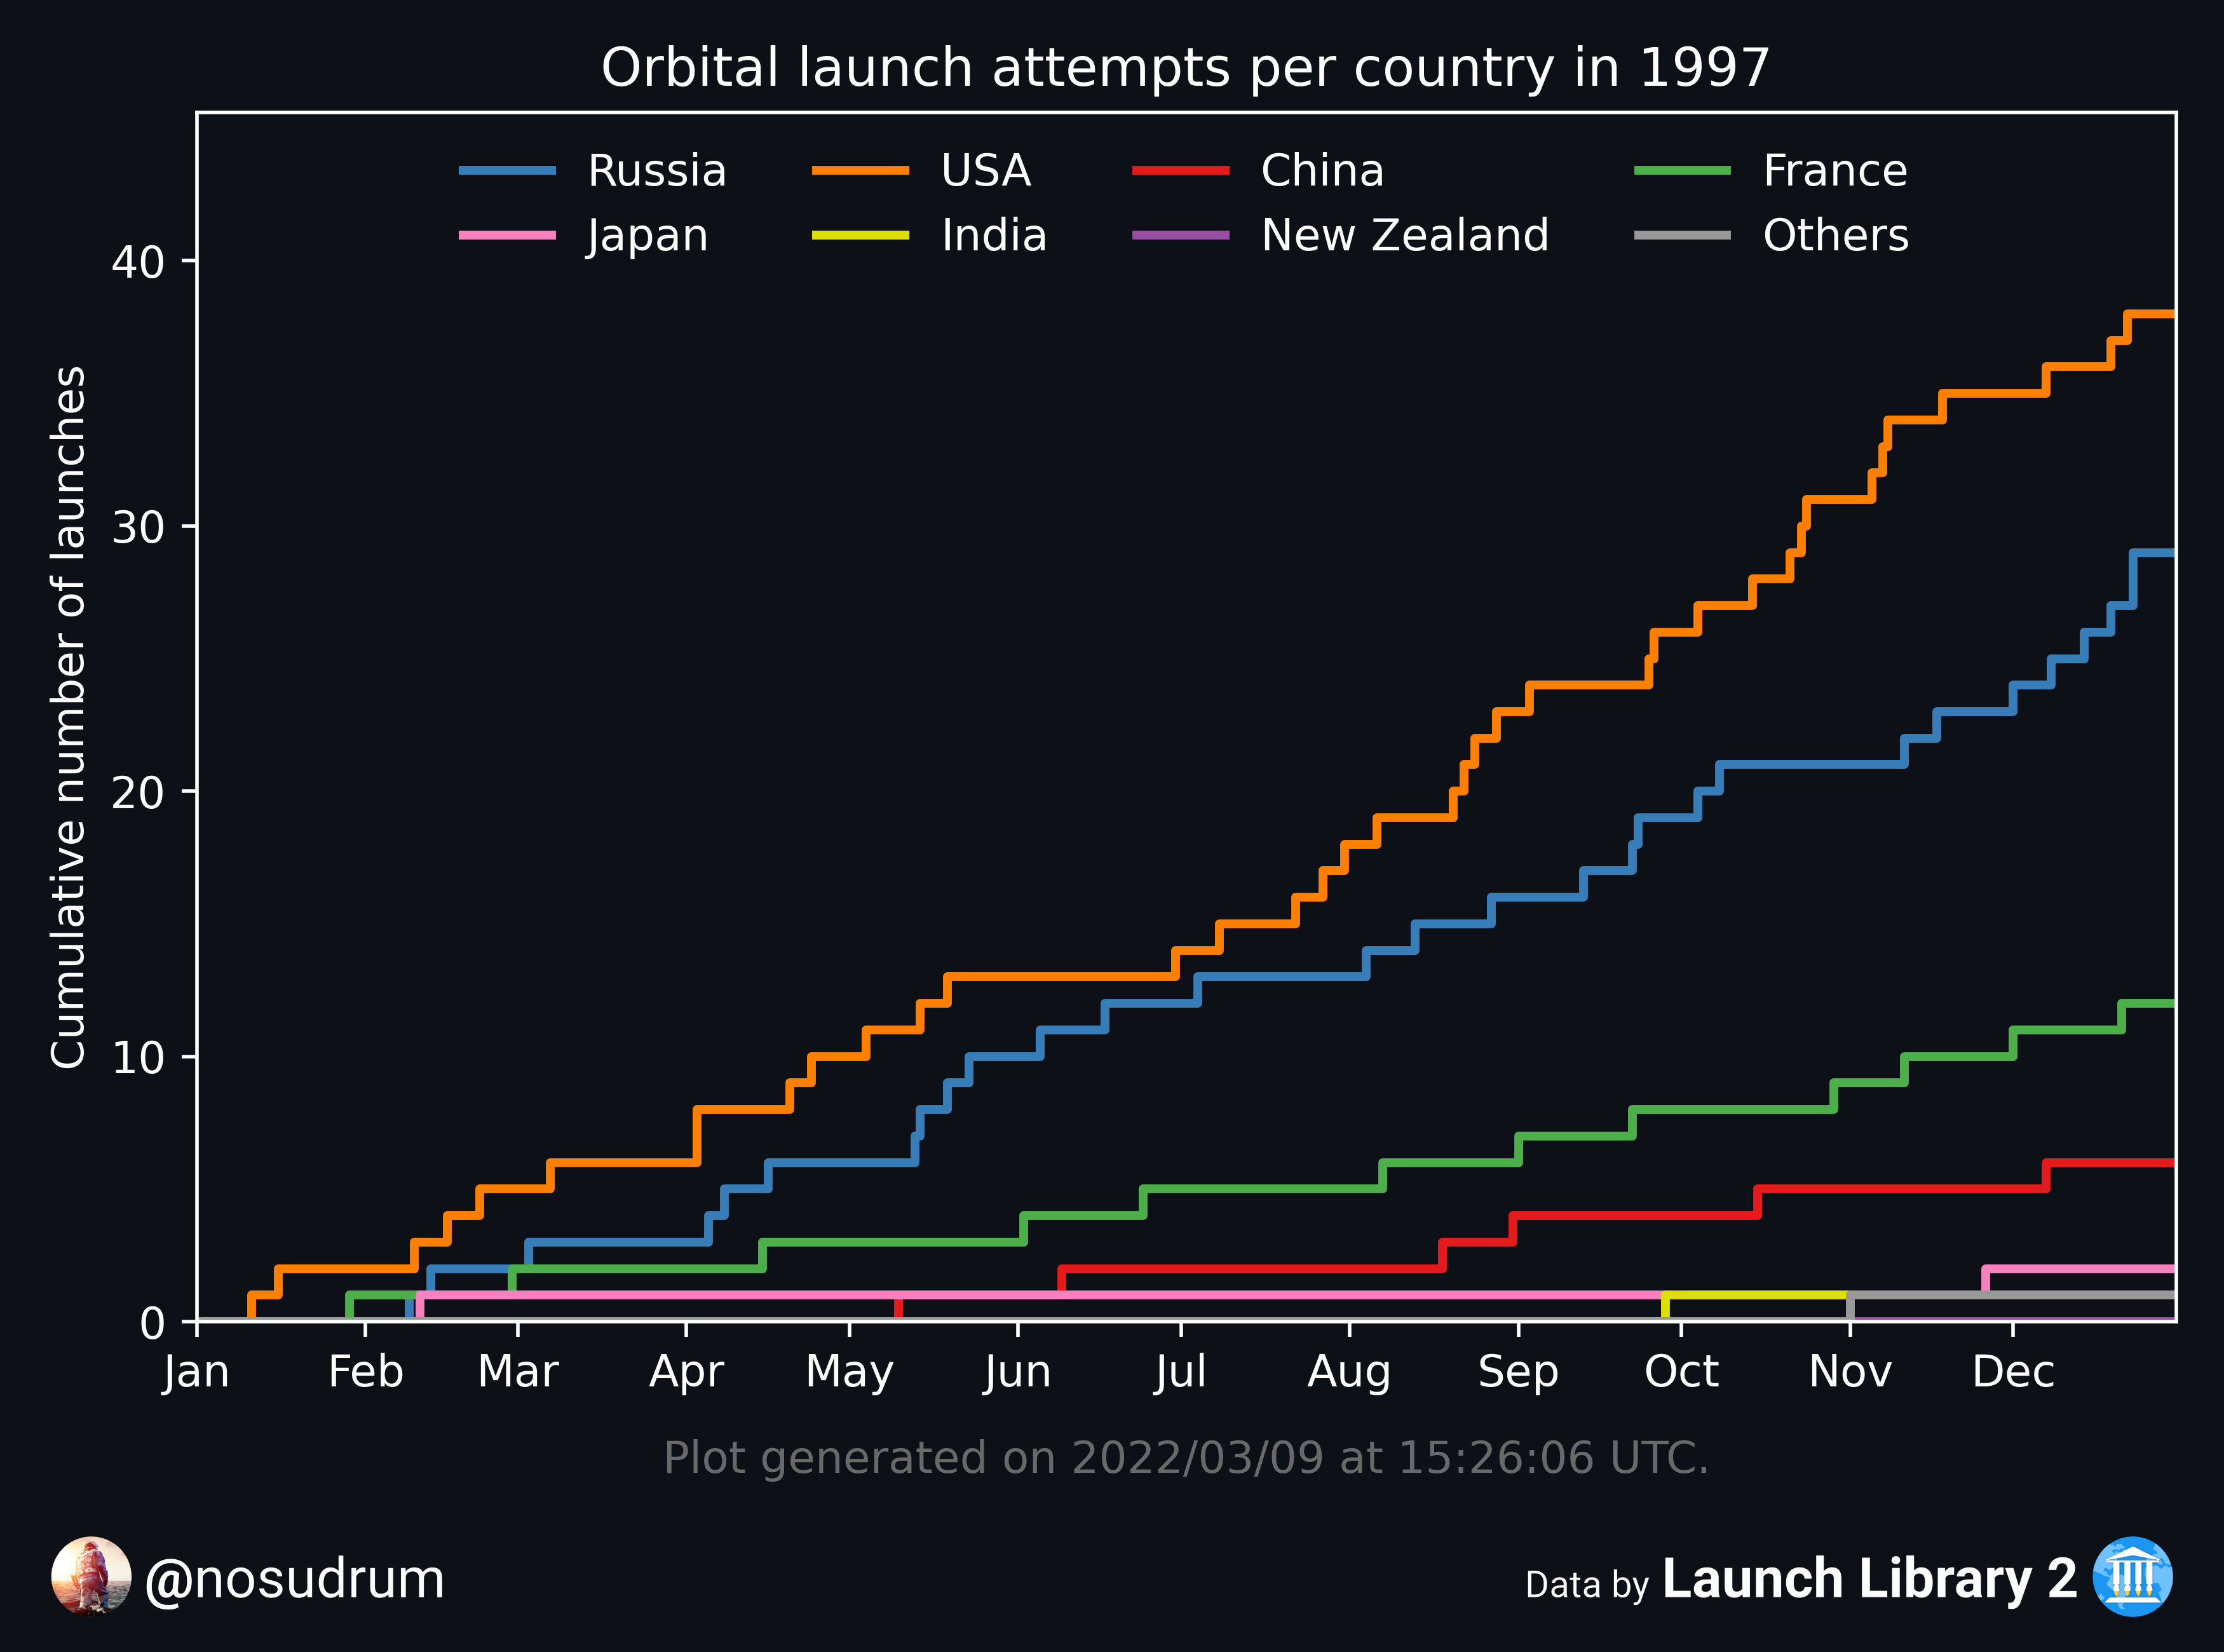 Orbital launch attempts per country in 1997
Russia USA China France
Japan India New Zealand Others
Cumulative number of launches
40
30
20
10
0
Jan Feb Mar Apr May Jun Jul Aug Sep Oct Nov Dec
Plot generated on 2022/03/09 at 15:26:06 UTC.
@nosudrum
Data by Launch Library 2